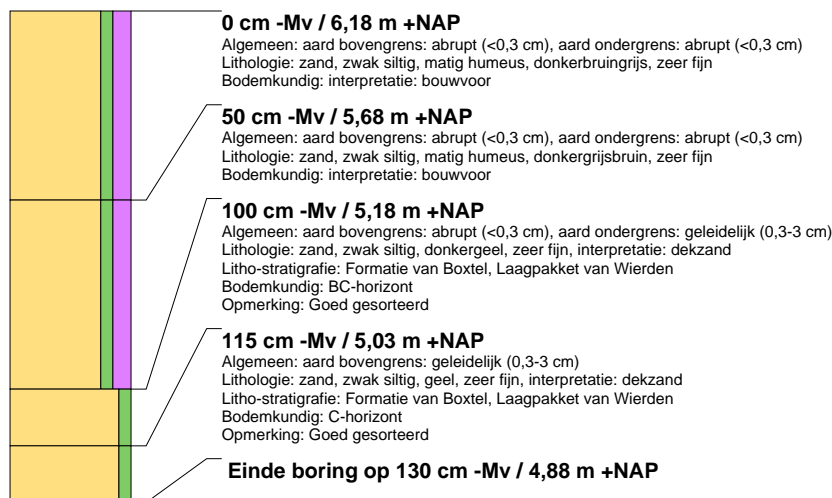 0 cm -Mv / 6,18 m +NAP
Algemeen: aard bovengrens: abrupt (<0,3 cm), aard ondergrens: abrupt (<0,3 cm)
Lithologie: zand, zwak siltig, matig humeus, donkerbruingrijs, zeer fijn
Bodemkundig: interpretatie: bouwvoor
50 cm -Mv / 5,68 m +NAP
Algemeen: aard bovengrens: abrupt (<0,3 cm), aard ondergrens: abrupt (<0,3 cm)
Lithologie: zand, zwak siltig, matig humeus, donkergrijsbruin, zeer fijn
Bodemkundig: interpretatie: bouwvoor
100 cm -Mv / 5,18 m +NAP
Algemeen: aard bovengrens: abrupt (<0,3 cm), aard ondergrens: geleidelijk (0,3-3 cm)
Lithologie: zand, zwak siltig, donkergeel, zeer fijn, interpretatie: dekzand
Litho-stratigrafie: Formatie van Boxtel, Laagpakket van Wierden
Bodemkundig: BC-horizont
Opmerking: Goed gesorteerd
115 cm -Mv / 5,03 m +NAP
Algemeen: aard bovengrens: geleidelijk (0,3-3 cm)
Lithologie: zand, zwak siltig, geel, zeer fijn, interpretatie: dekzand
Litho-stratigrafie: Formatie van Boxtel, Laagpakket van Wierden
Bodemkundig: C-horizont
Opmerking: Goed gesorteerd
Einde boring op 130 cm -Mv / 4,88 m +NAP